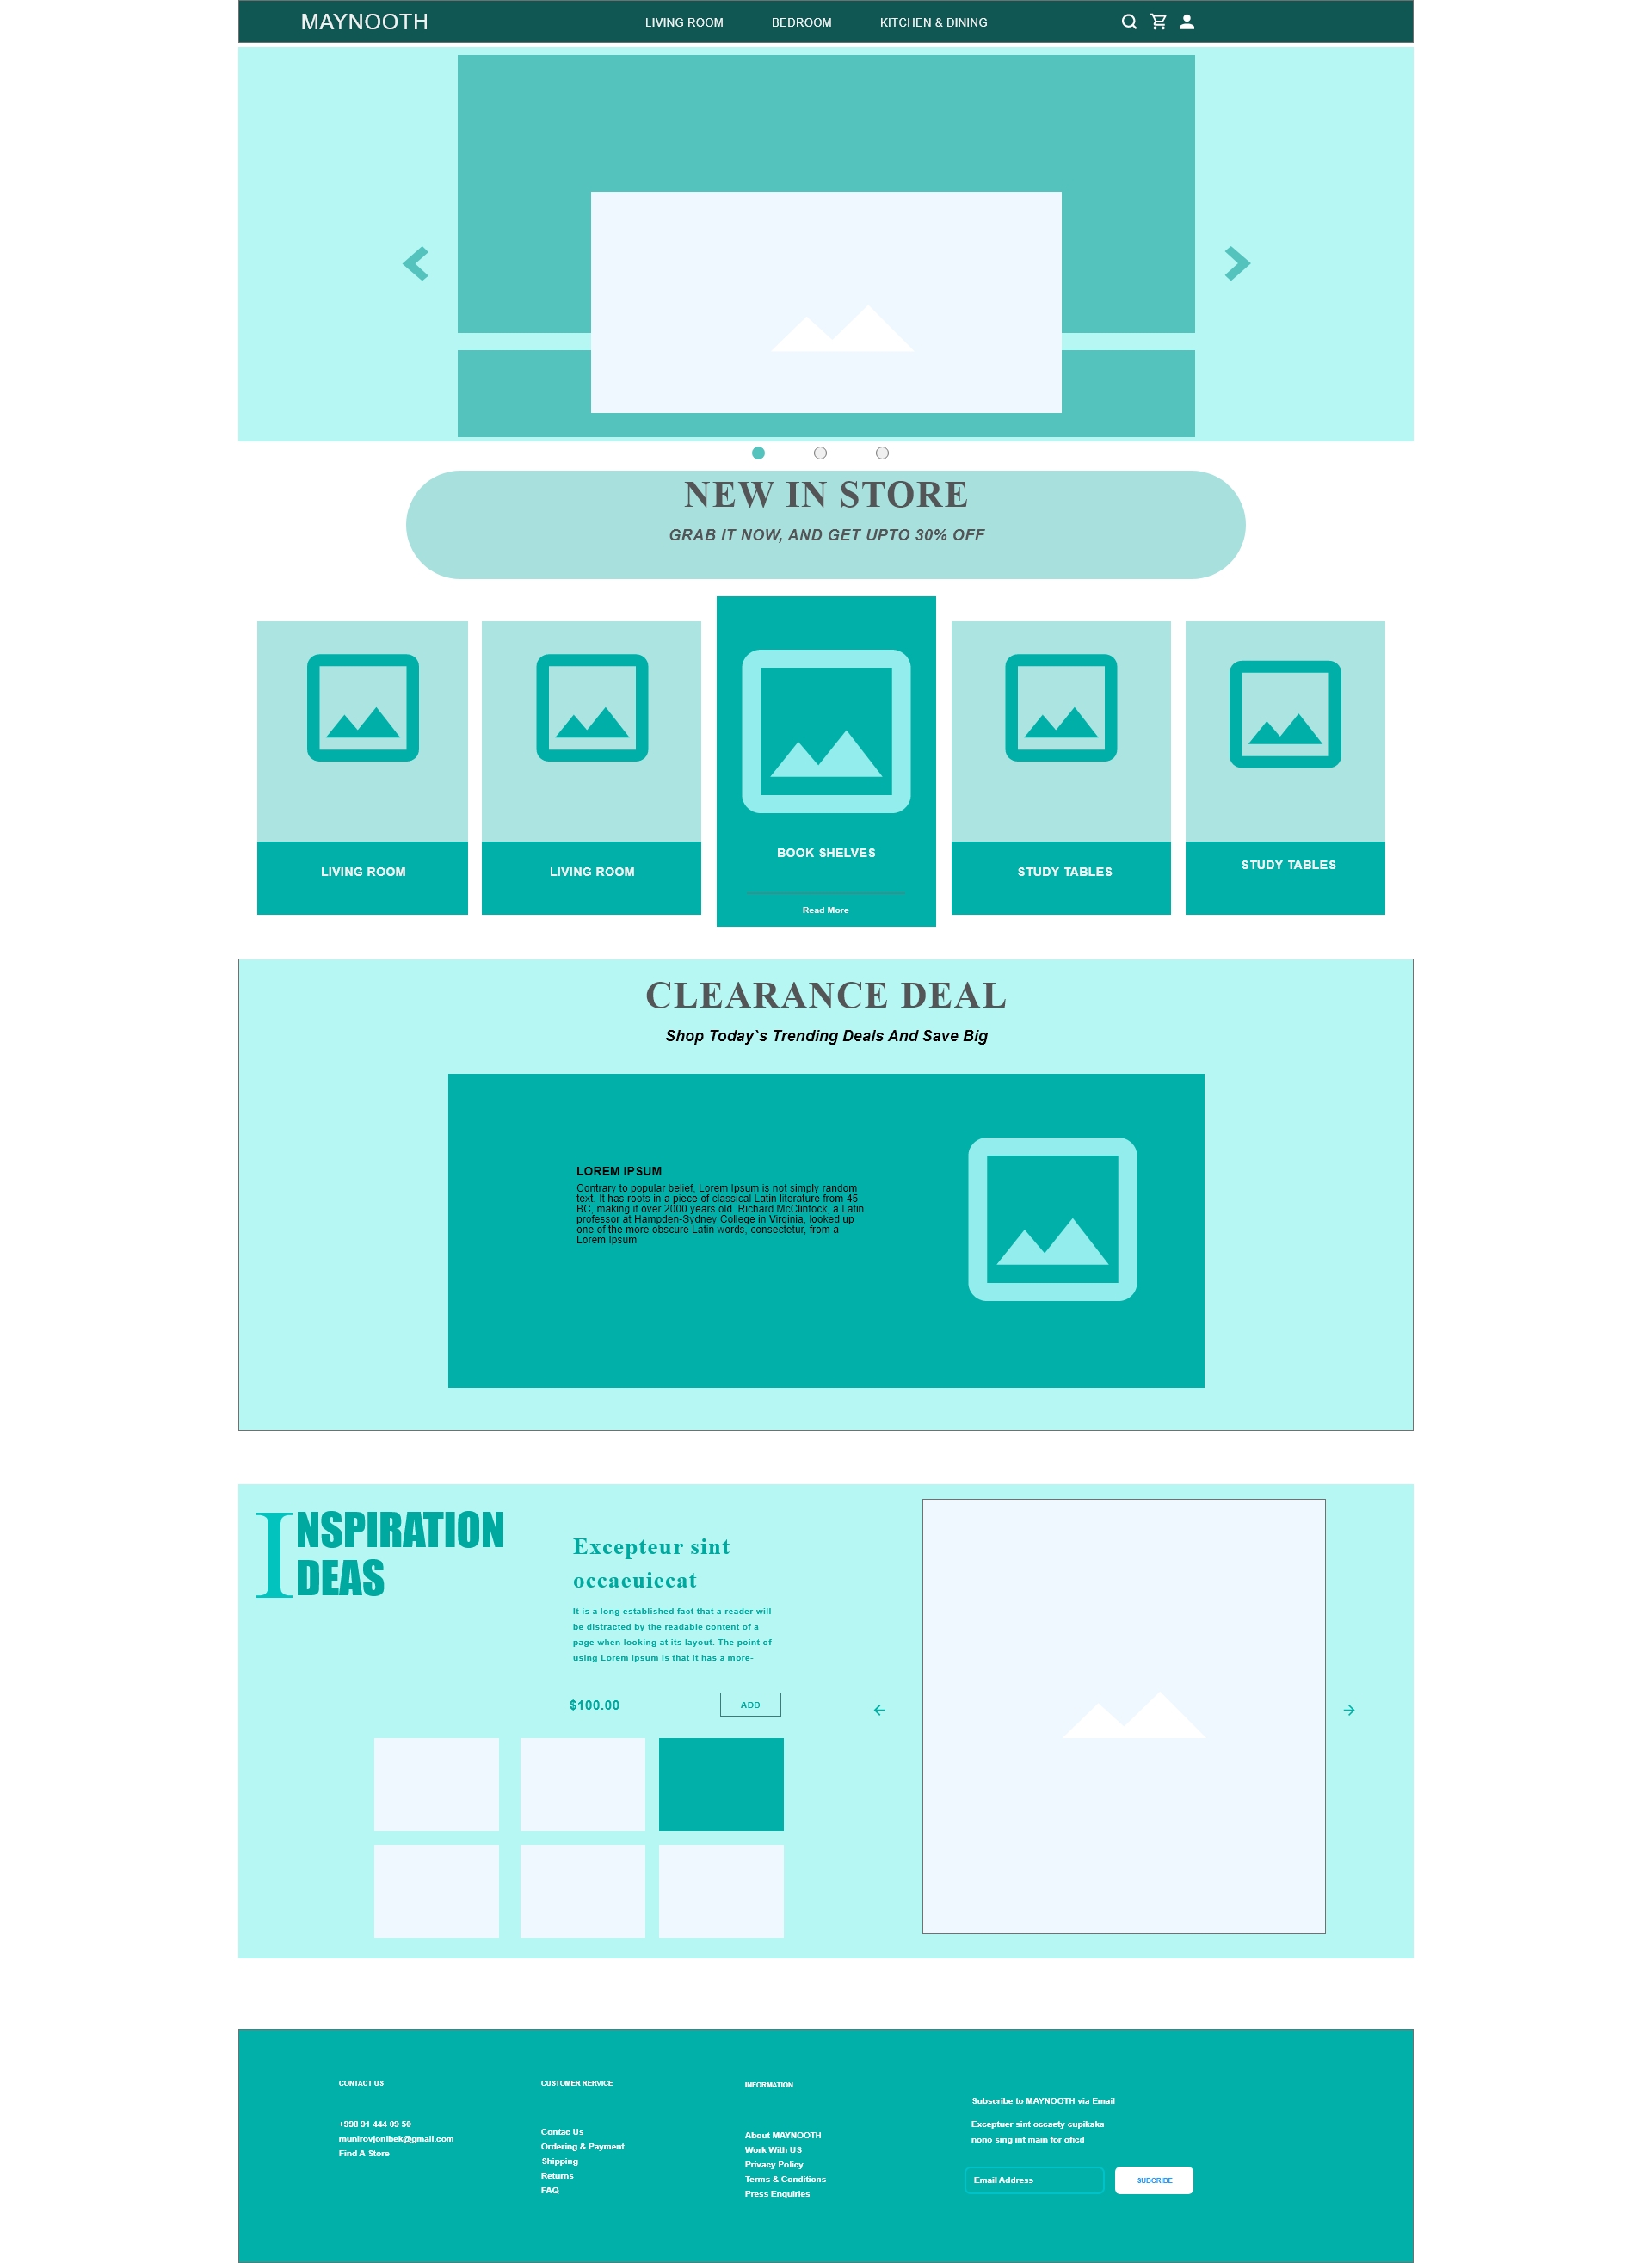 MAYNOOTH
LIVING ROOM
BEDROOM
KITCHEN & DINING
NEW IN STORE
GRAB IT NOW, AND GET UPTO 30% OFF
LIVING ROOM
LIVING ROOM
BOOK SHELVES
Read More
STUDY TABLES
STUDY TABLES
CLEARANCE DEAL
Shop Today`s Trending Deals And Save Big
LOREM IPSUM
Contrary to popular belief, Lorem Ipsum is not simply random
text. It has roots in a piece of classical Latin literature from 45
BC, making it over 2000 years old. Richard McClintock, a Latin
professor at Hampden-Sydney College in Virginia, looked up
one of the more obscure Latin words, consectetur, from a
Lorem Ipsum
INSPIRATION
IDEAS
Excepteur sint
occaeuiecat
It is a long established fact that a reader will
be distracted by the readable content of a
page when looking at its layout. The point of
using Lorem Ipsum is that it has a more-
$100.00
ADD
CONTACT US
+998 91 444 09 50
munirovjonibek@gmail.com
Find A Store
CUSTOMER RERVICE
Contac Us
Ordering & Payment
Shipping
Returns
FAQ
INFORMATION
About MAYNOOTH
Work With US
Privacy Policy
Terms & Conditions
Press Enquiries
Subscribe to MAYNOOTH via Email
Exceptuer sint occaety cupikaka
nono sing int main for oficd
Email Address
SUBCRIBE